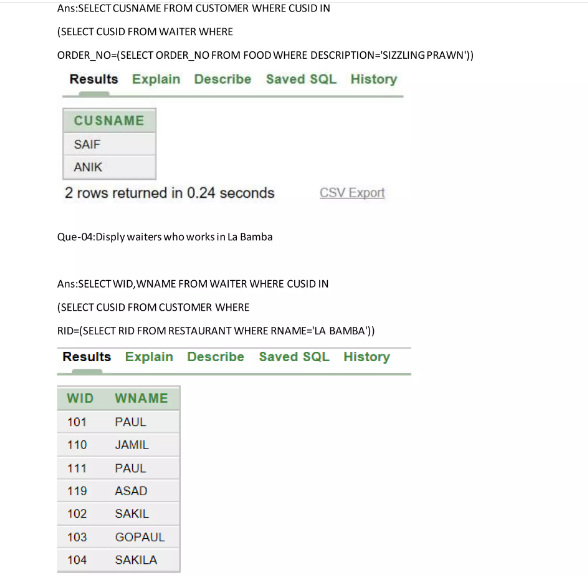 Ans:SELECT CUSNAME FROM CUSTOMER WHERE CUSID IN
(SELECT CUSID FROM WAITER WHERE
ORDER_NO=(SELECT ORDER_NO FROM FOOD WHERE DESCRIPTION='SIZZLING PRAWN'))
Results Explain Describe Saved SQL History
CUSNAME
SAIF
ANIK
2 rows returned in 0.24 seconds CSV Export
Que-04:Disply waiters who works in La Bamba
Ans:SELECT WID,WNAME FROM WAITER WHERE CUSID IN
(SELECT CUSID FROM CUSTOMER WHERE
RID=(SELECT RID FROM RESTAURANT WHERE RNAME='LA BAMBA'))
Results Explain Describe Saved SQL History
WID WNAME
101 PAUL
110 JAMIL
111 PAUL
119 ASAD
102 SAKIL
103 GOPAUL
104 SAKILA